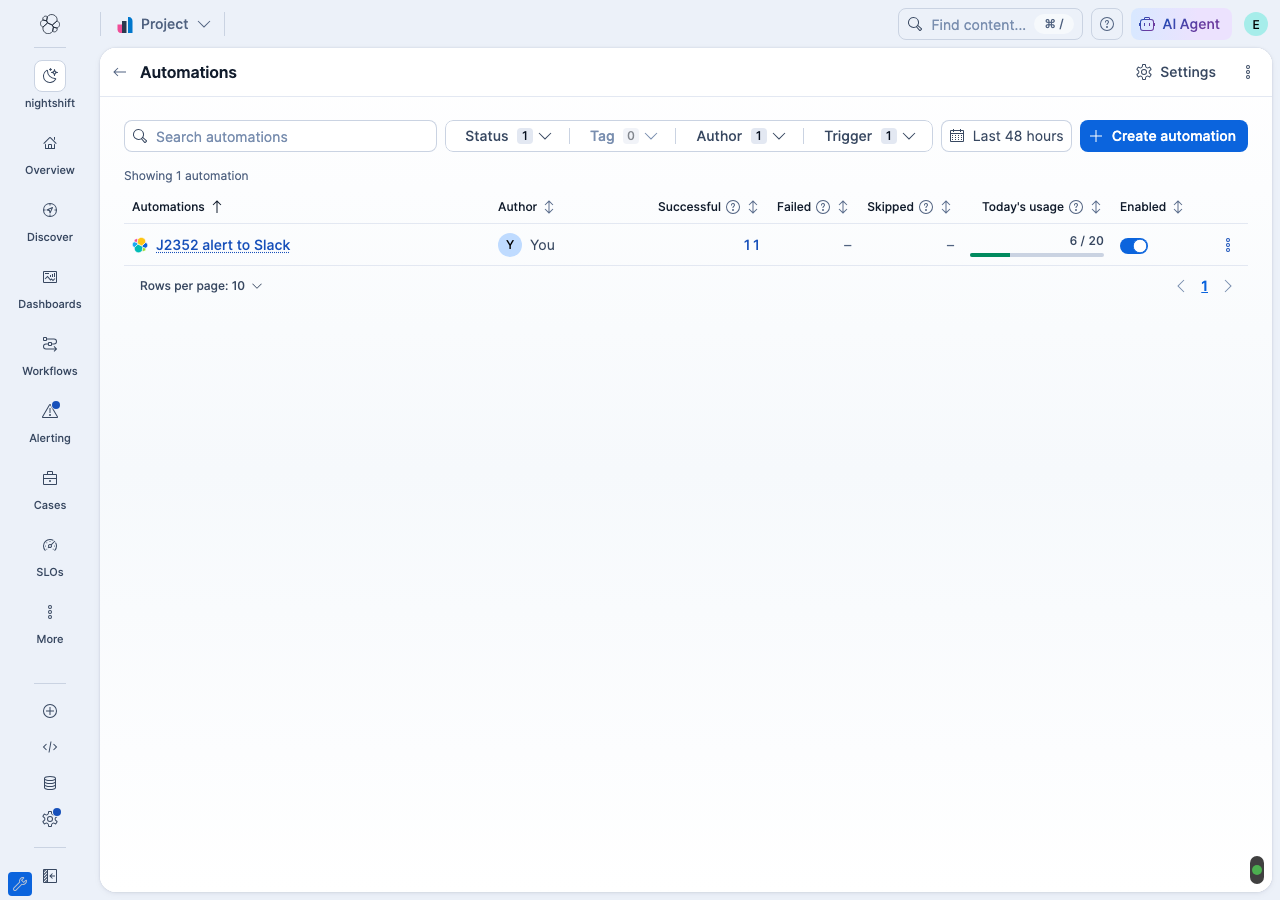 Project
Find content... ⌘ /
AI Agent
E
nightshift
Overview
Discover
Dashboards
Workflows
Alerting
Cases
SLOs
More
Automations
Settings
Search automations
Status 1
Tag 0
Author 1
Trigger 1
Last 48 hours
Create automation
Showing 1 automation
Automations Author Successful Failed Skipped Today's usage Enabled
J2352 alert to Slack Y You 11 – – 6 / 20
Rows per page: 10
1